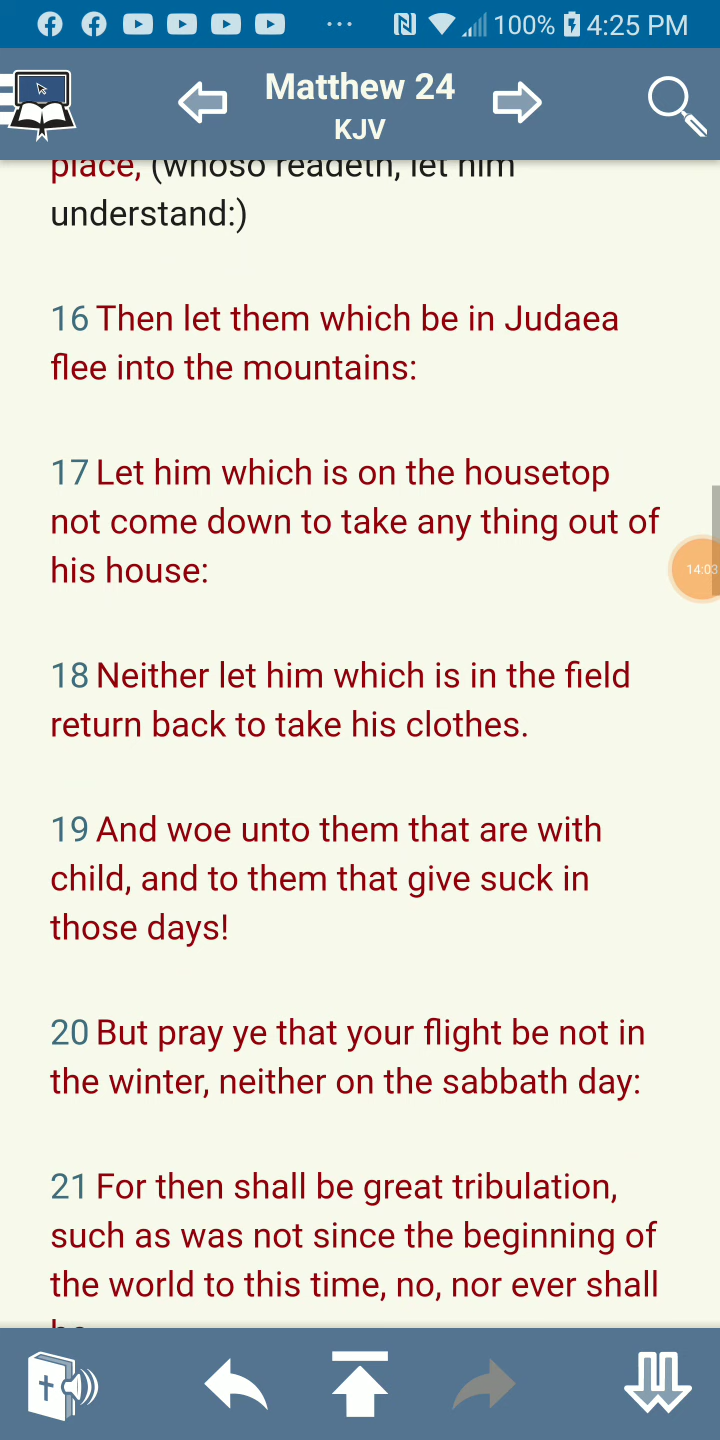 100% 4:25 PM
Matthew 24
KJV
place, (whoso readeth, let him
understand:)
16 Then let them which be in Judaea
flee into the mountains:
17 Let him which is on the housetop
not come down to take any thing out of
his house:
14:03
18 Neither let him which is in the field
return back to take his clothes.
19 And woe unto them that are with
child, and to them that give suck in
those days!
20 But pray ye that your flight be not in
the winter, neither on the sabbath day:
21 For then shall be great tribulation,
such as was not since the beginning of
the world to this time, no, nor ever shall